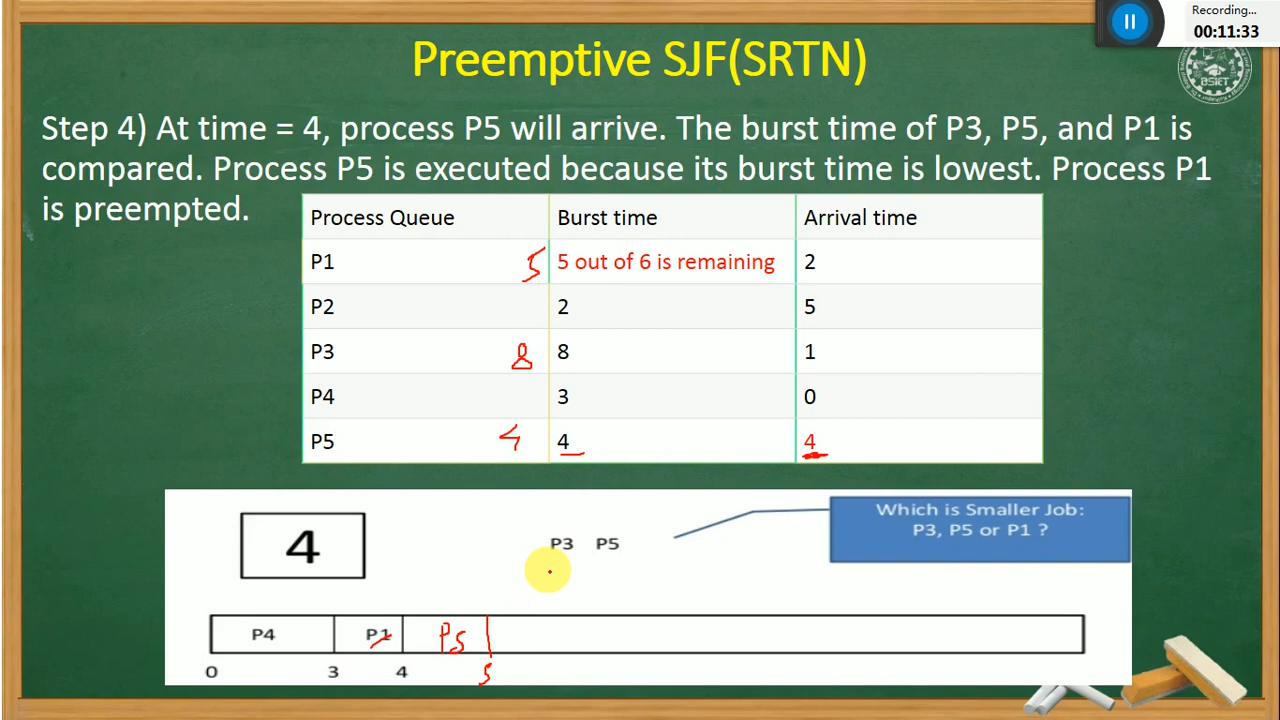 Recording...
00:11:33
Preemptive SJF(SRTN)
BSIET
Step 4) At time = 4, process P5 will arrive. The burst time of P3, P5, and P1 is
compared. Process P5 is executed because its burst time is lowest. Process P1
is preempted.
Process Queue Burst time Arrival time
P1 5 5 out of 6 is remaining 2
P2 2 5
P3 8 8 1
P4 3 0
P5 4 4 4
Which is Smaller Job:
P3, P5 or P1 ?
4 P3 P5
P4 P1 P5
0 3 4 5